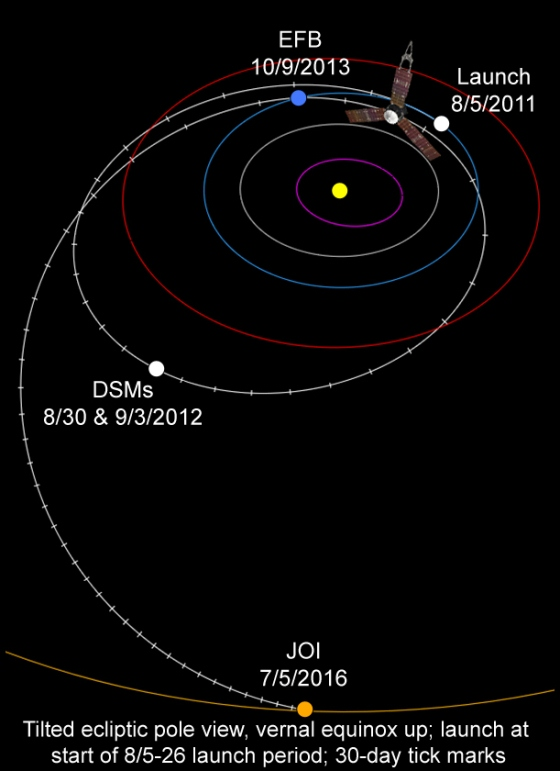 EFB
10/9/2013
Launch
8/5/2011
DSMs
8/30 & 9/3/2012
JOI
7/5/2016
Tilted ecliptic pole view, vernal equinox up; launch at
start of 8/5-26 launch period; 30-day tick marks